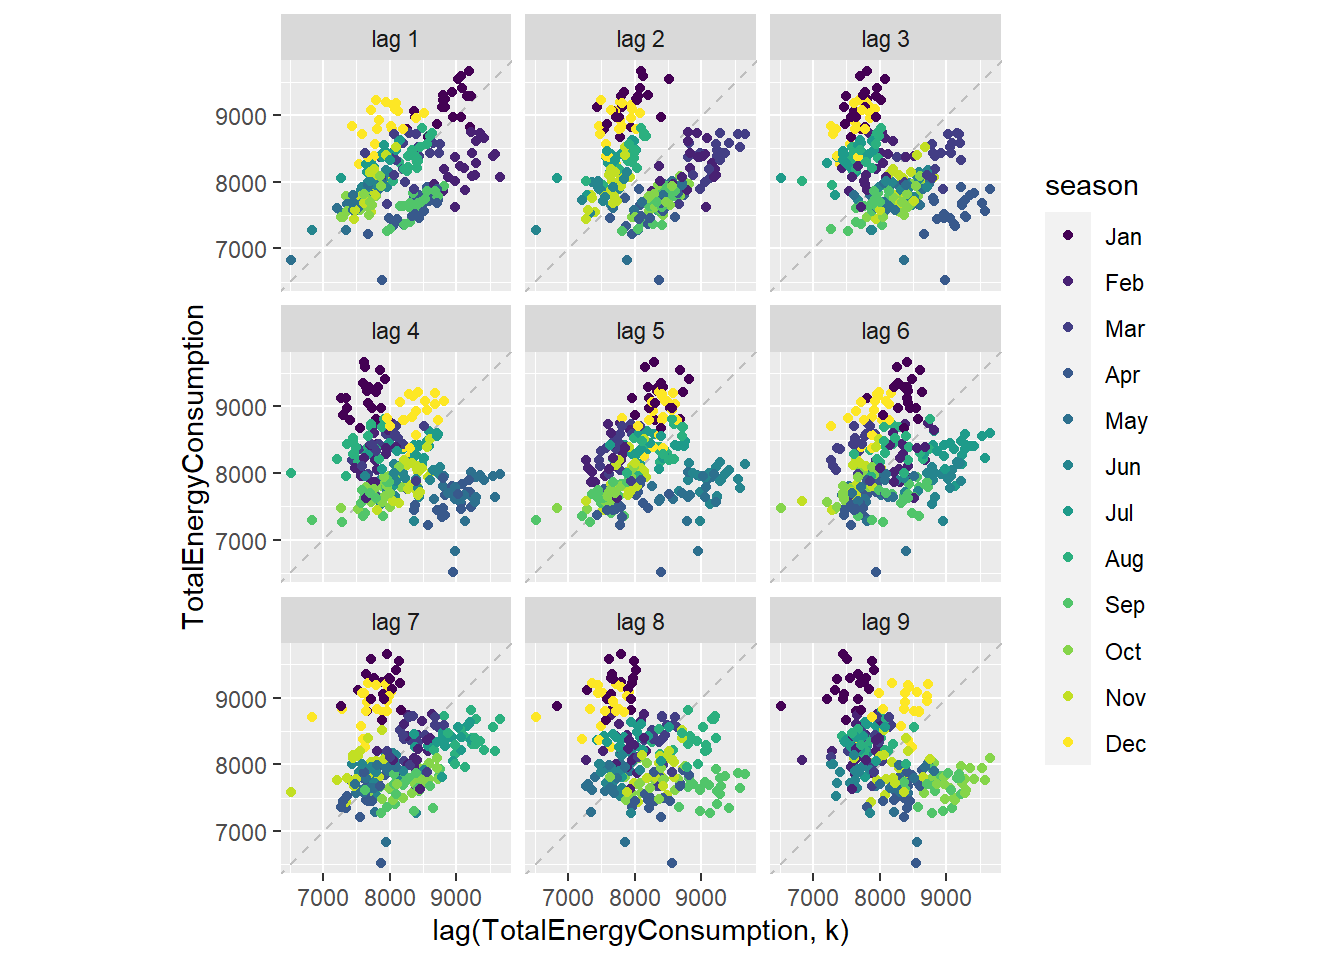 lag 1
lag 2
lag 3
9000
8000
7000
lag 4
lag 5
lag 6
9000
8000
7000
lag 7
lag 8
lag 9
9000
8000
7000
7000 8000 9000
7000 8000 9000
7000 8000 9000
lag(TotalEnergyConsumption, k)
TotalEnergyConsumption
season
Jan
Feb
Mar
Apr
May
Jun
Jul
Aug
Sep
Oct
Nov
Dec